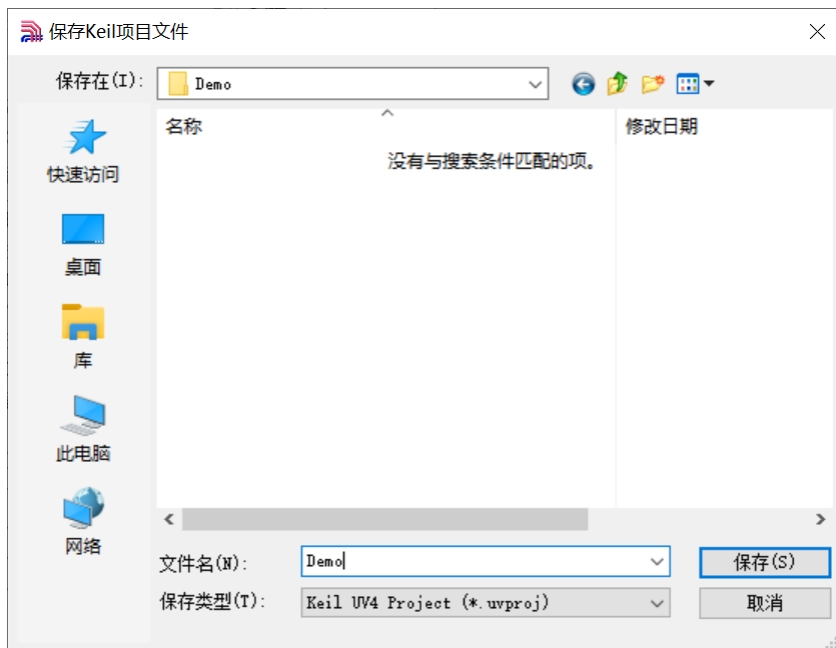 保存Keil项目文件
保存在(I):
Demo
名称
修改日期
没有与搜索条件匹配的项。
快速访问
桌面
库
此电脑
网络
文件名(N):
Demo
保存(S)
保存类型(T):
Keil UV4 Project (*.uvproj)
取消